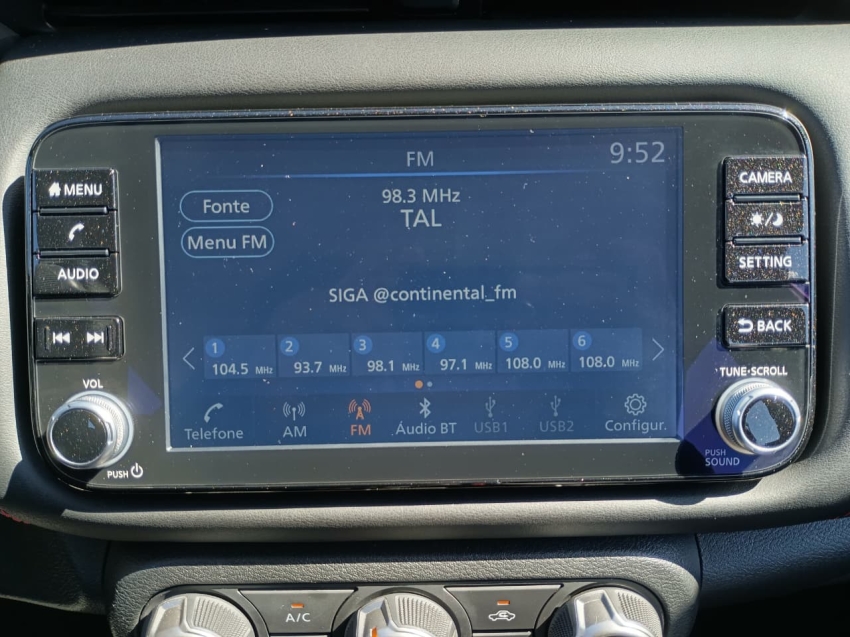 FM
9:52
MENU
AUDIO
VOL
PUSH
Fonte
Menu FM
98.3 MHz
TAL
SIGA @continental_fm
1 104.5 MHz
2 93.7 MHz
3 98.1 MHz
4 97.1 MHz
5 108.0 MHz
6 108.0 MHz
Telefone
AM
FM
Áudio BT
USB1
USB2
Configur.
CAMERA
SETTING
BACK
TUNE•SCROLL
PUSH
SOUND
A/C